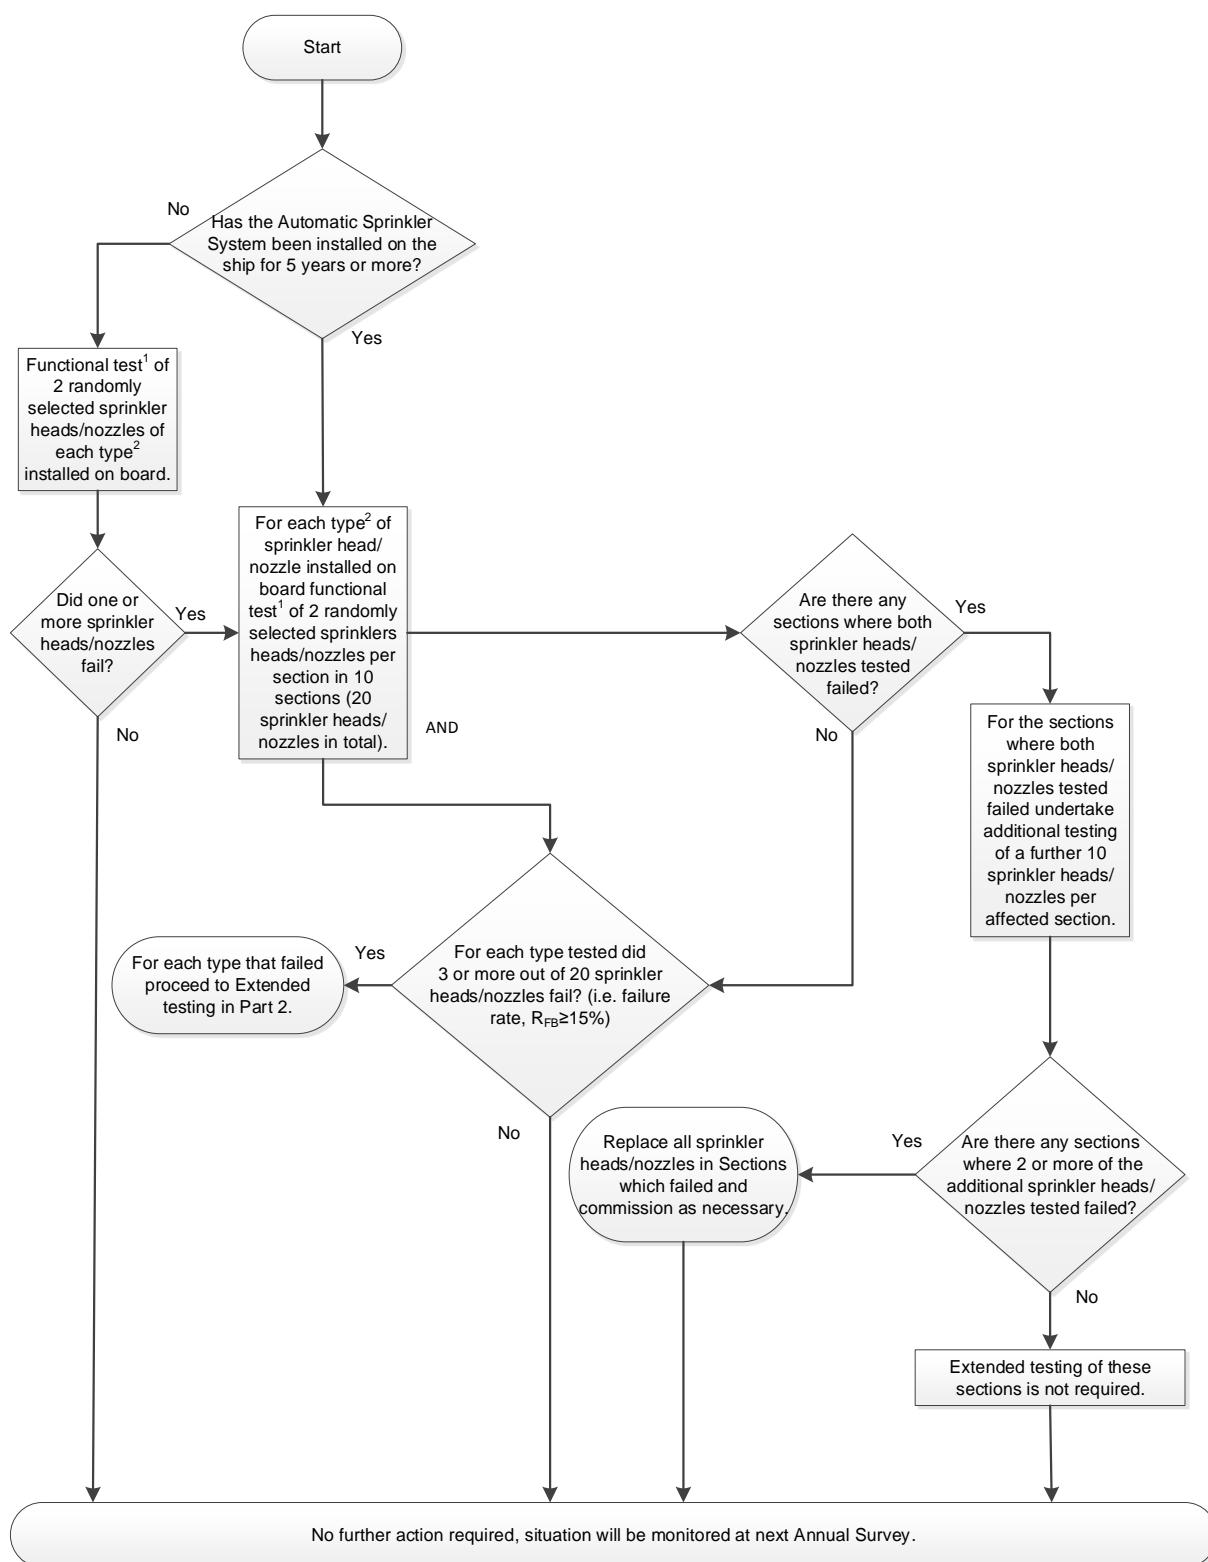 Start
No
Has the Automatic Sprinkler
System been installed on the
ship for 5 years or more?
Yes
Functional test¹ of
2 randomly
selected sprinkler
heads/nozzles of
each type²
installed on board.
Did one or
more sprinkler
heads/nozzles
fail?
Yes
No
For each type² of
sprinkler head/
nozzle installed on
board functional
test¹ of 2 randomly
selected sprinklers
heads/nozzles per
section in 10
sections (20
sprinkler heads/
nozzles in total).
AND
Are there any
sections where both
sprinkler heads/
nozzles tested
failed?
Yes
No
For the sections
where both
sprinkler heads/
nozzles tested
failed undertake
additional testing
of a further 10
sprinkler heads/
nozzles per
affected section.
For each type tested did
3 or more out of 20 sprinkler
heads/nozzles fail? (i.e. failure
rate, R_FB≥15%)
Yes
For each type that failed
proceed to Extended
testing in Part 2.
No
Are there any sections
where 2 or more of the
additional sprinkler heads/
nozzles tested failed?
Yes
Replace all sprinkler
heads/nozzles in Sections
which failed and
commission as necessary.
No
Extended testing of these
sections is not required.
No further action required, situation will be monitored at next Annual Survey.